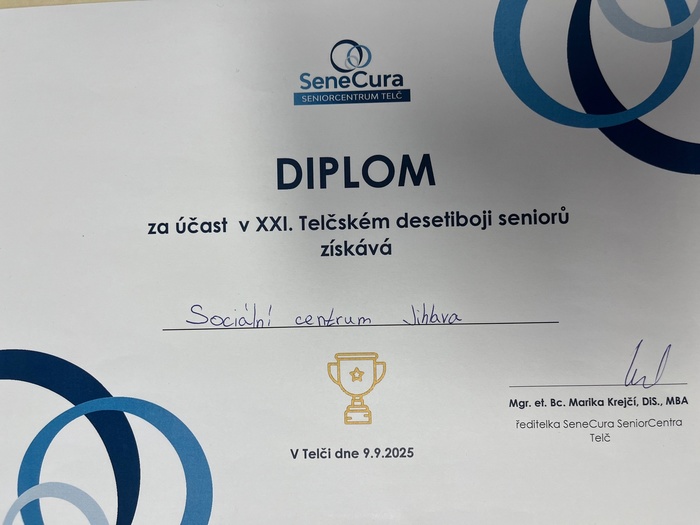 SeneCura
SENIORCENTRUM TELČ
DIPLOM
za účast v XXI. Telčském desetiboji seniorů
získává
Sociální centrum Jihlava
Mgr. et. Bc. Marika Krejčí, DiS., MBA
ředitelka SeneCura SeniorCentra
Telč
V Telči dne 9.9.2025